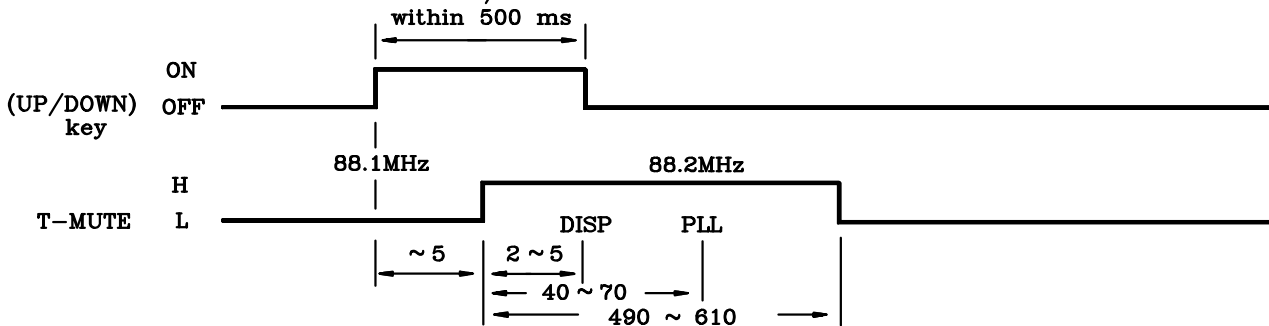 within 500 ms
ON
(UP/DOWN) OFF
key
88.1MHz 88.2MHz
H
T-MUTE L DISP PLL
~5 2~5
40~70
490 ~ 610